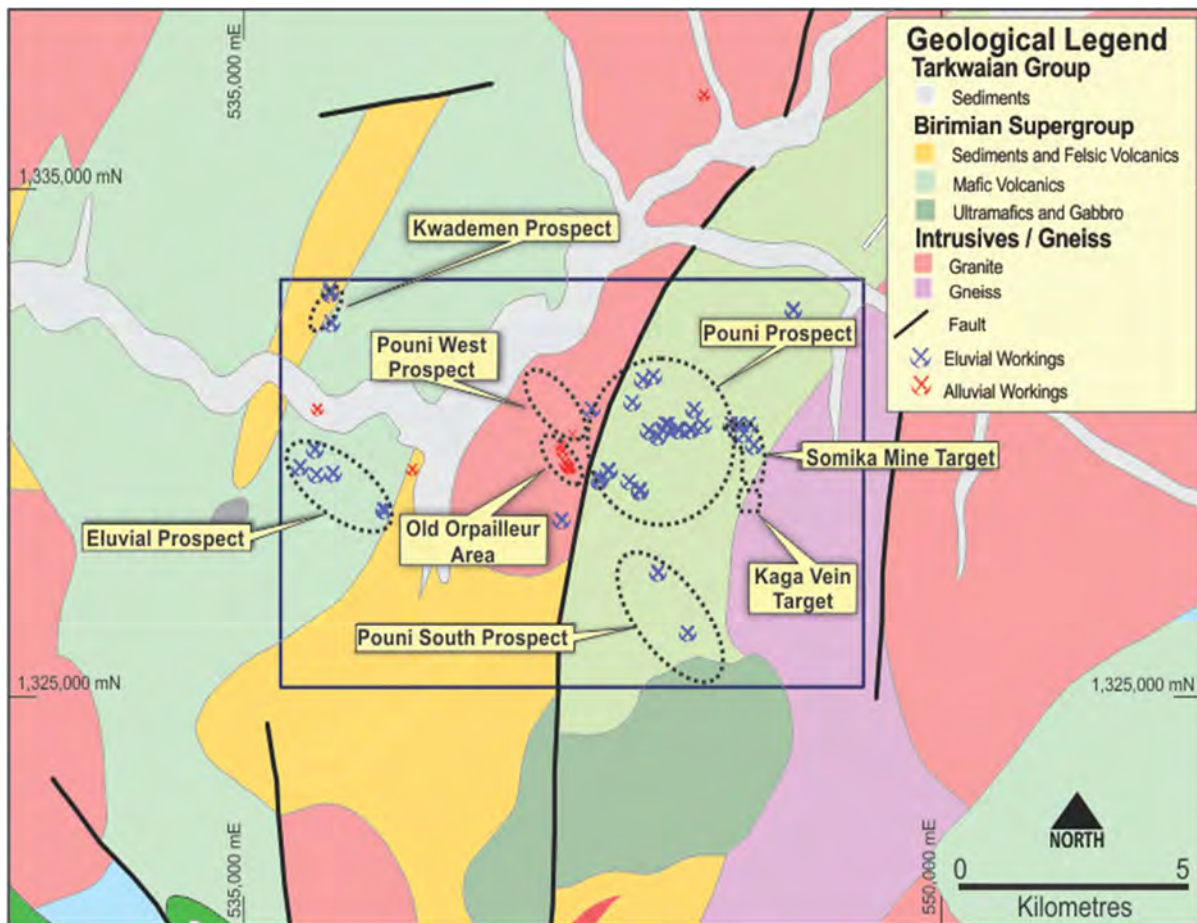 535,000 mE
1,335,000 mN
Kwademen Prospect
Pouni West
Prospect
Pouni Prospect
Somika Mine Target
Eluvial Prospect
Old Orpailleur
Area
Kaga Vein
Target
Pouni South Prospect
1,325,000 mN
1,325,000 mN
535,000 mE
550,000 mE
NORTH
0 5
Kilometres
Geological Legend
Tarkwaian Group
Sediments
Birimian Supergroup
Sediments and Felsic Volcanics
Mafic Volcanics
Ultramafics and Gabbro
Intrusives / Gneiss
Granite
Gneiss
Fault
Eluvial Workings
Alluvial Workings